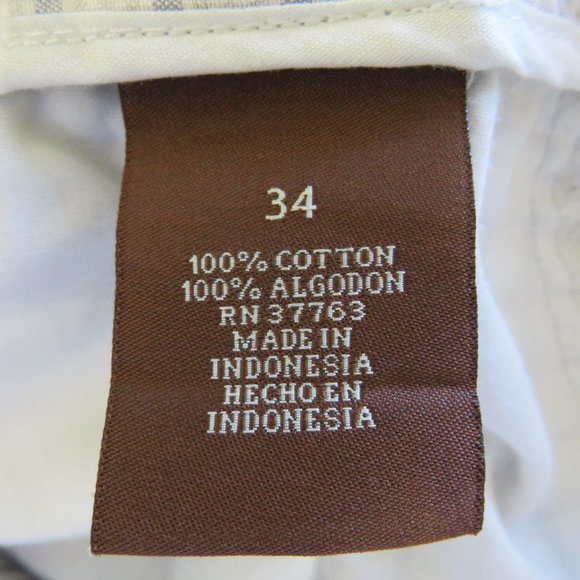 34
100% COTTON
100% ALGODON
RN 37763
MADE IN
INDONESIA
HECHO EN
INDONESIA